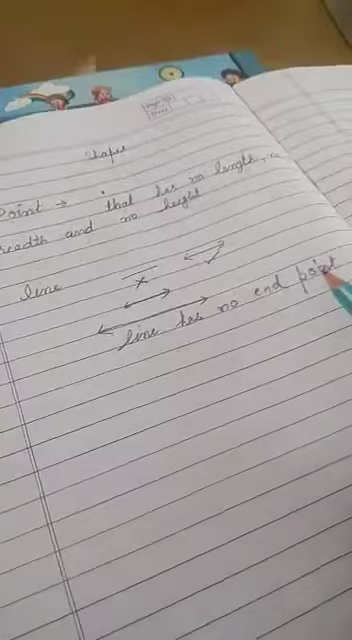 Shapes
Point → that has no length,
breadth and no height
line
line has no end point